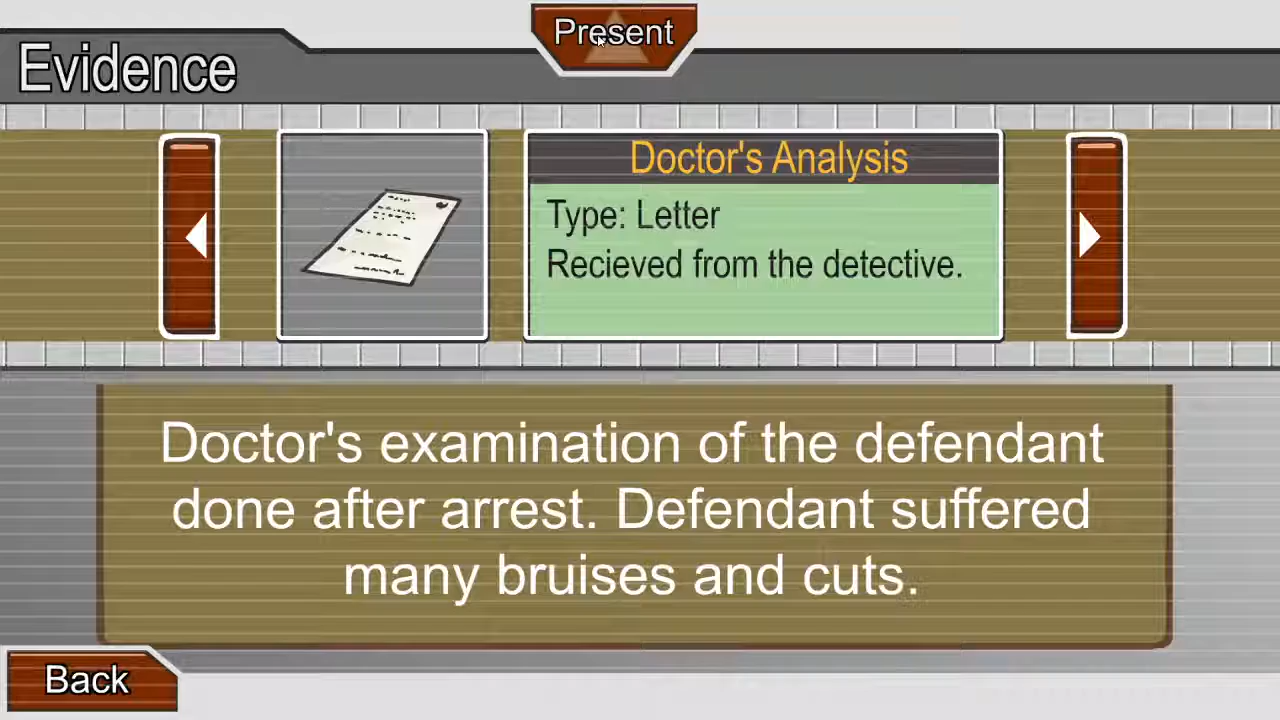 Present
Evidence
Doctor's Analysis
Type: Letter
Recieved from the detective.
Doctor's examination of the defendant
done after arrest. Defendant suffered
many bruises and cuts.
Back